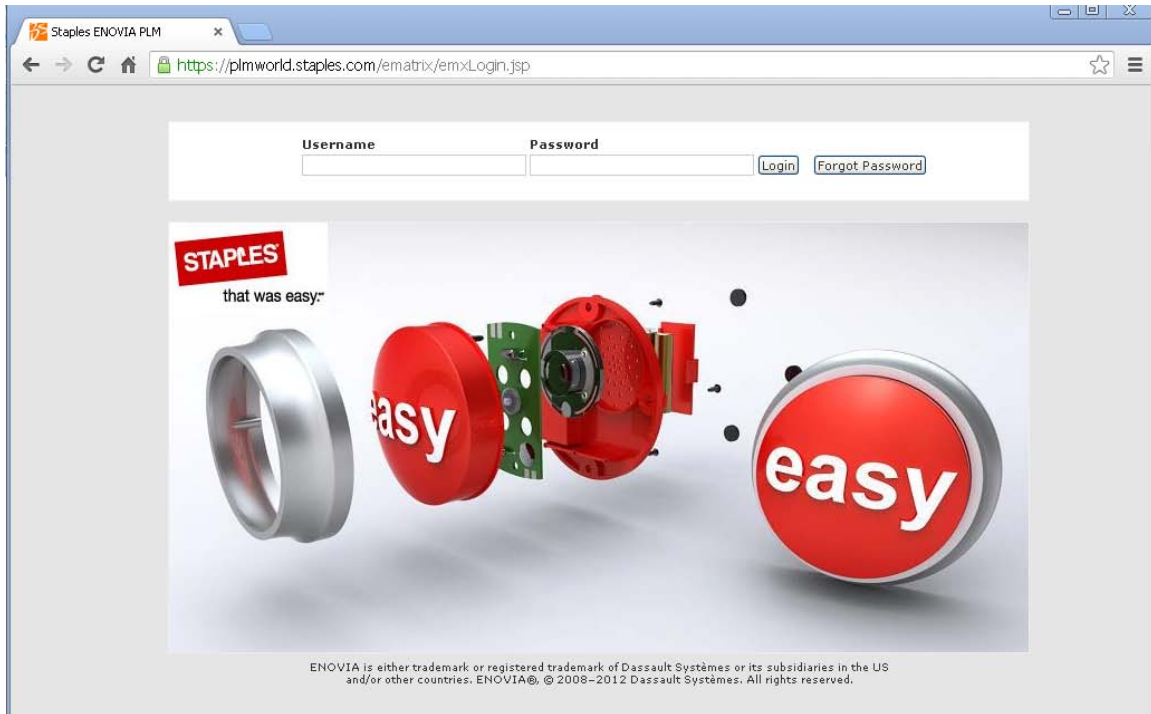 Staples ENOVIA PLM
https://plmworld.staples.com/ematrix/emxLogin.jsp
Username Password
Login Forgot Password
STAPLES
that was easy:™
easy
easy
ENOVIA is either trademark or registered trademark of Dassault Systèmes or its subsidiaries in the US
and/or other countries. ENOVIA®, © 2008-2012 Dassault Systèmes. All rights reserved.